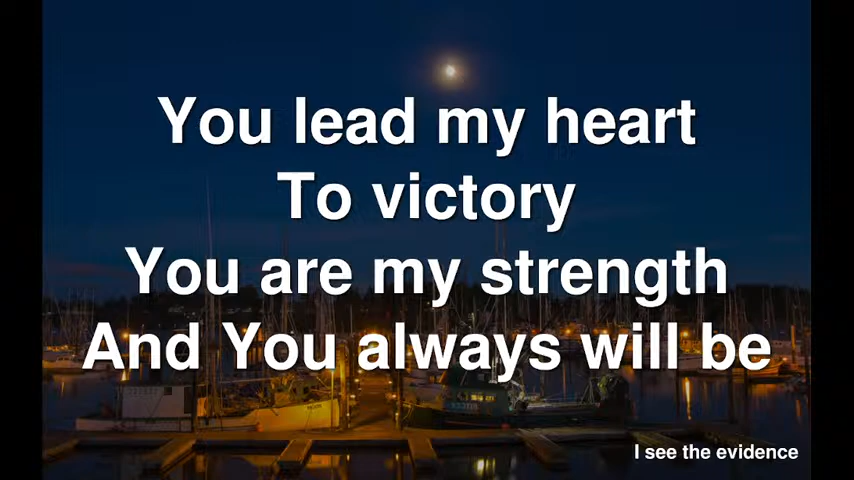 You lead my heart
To victory
You are my strength
And You always will be
I see the evidence